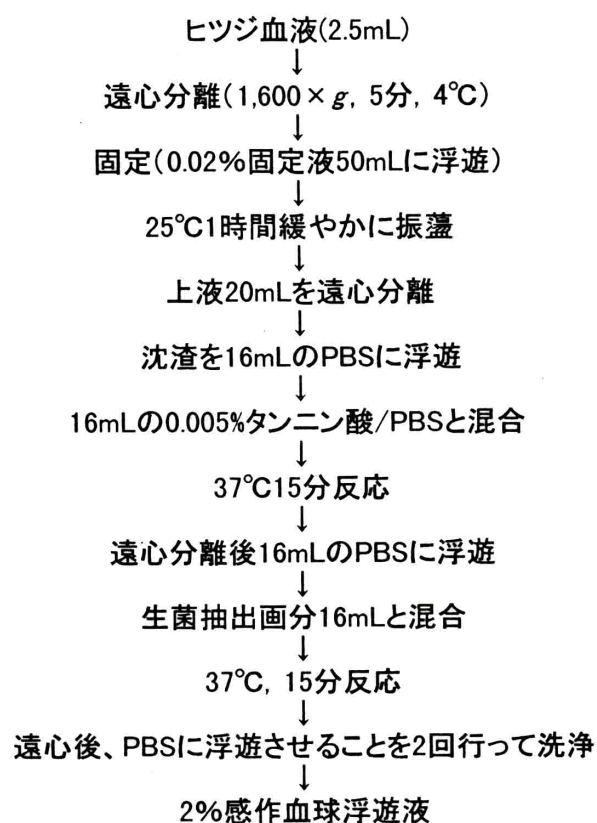 ヒツジ血液(2.5mL)
↓
遠心分離(1,600×g, 5分, 4℃)
↓
固定(0.02%固定液50mLに浮遊)
↓
25℃1時間緩やかに振盪
↓
上液20mLを遠心分離
↓
沈渣を16mLのPBSに浮遊
↓
16mLの0.005%タンニン酸/PBSと混合
↓
37℃15分反応
↓
遠心分離後16mLのPBSに浮遊
↓
生菌抽出画分16mLと混合
↓
37℃, 15分反応
↓
遠心後、PBSに浮遊させることを2回行って洗浄
↓
2%感作血球浮遊液